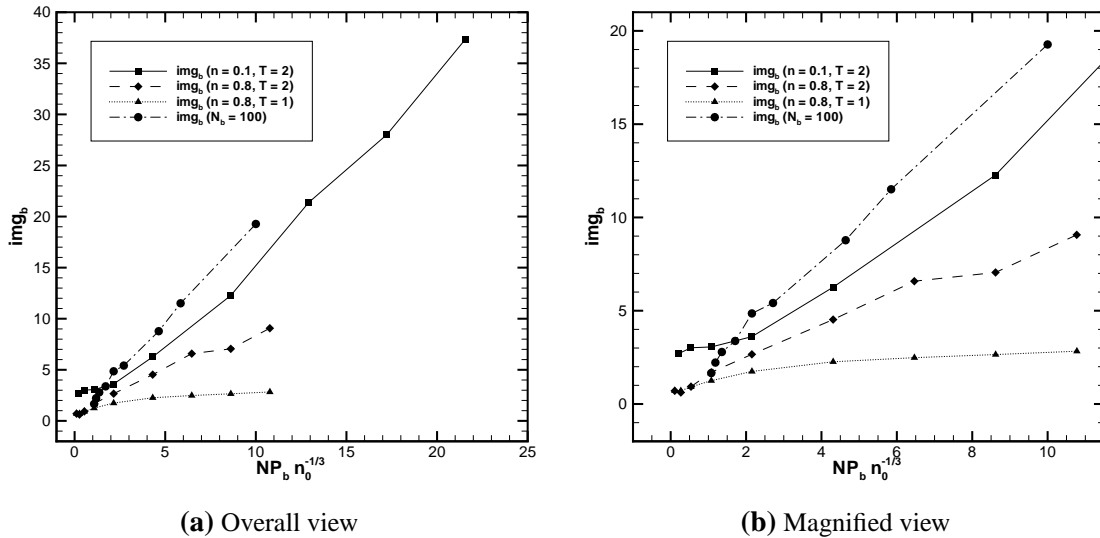 40
35
30
25
20
15
10
5
0
img_b
img_b (n = 0.1, T = 2)
img_b (n = 0.8, T = 2)
img_b (n = 0.8, T = 1)
img_b (N_b = 100)
0 5 10 15 20 25
NP_b n_0^-1/3
(a) Overall view
20
15
10
5
0
img_b
img_b (n = 0.1, T = 2)
img_b (n = 0.8, T = 2)
img_b (n = 0.8, T = 1)
img_b (N_b = 100)
0 2 4 6 8 10
NP_b n_0^-1/3
(b) Magnified view